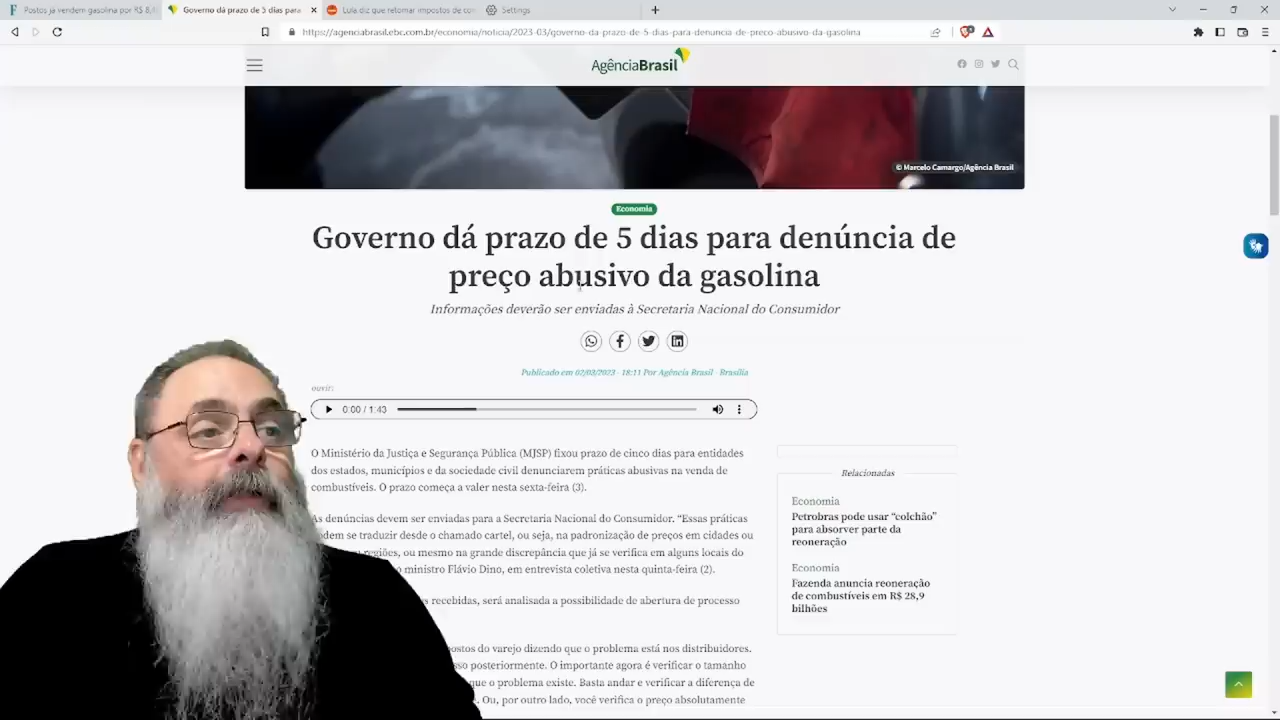 Postos já vendem gasolina por R$ 8,
Governo dá prazo de 5 dias para
Lula diz que retomar impostos de com
Settings
https://agenciabrasil.ebc.com.br/economia/noticia/2023-03/governo-da-prazo-de-5-dias-para-denuncia-de-preco-abusivo-da-gasolina
AgênciaBrasil
© Marcelo Camargo/Agência Brasil
Economia
Governo dá prazo de 5 dias para denúncia de
preço abusivo da gasolina
Informações deverão ser enviadas à Secretaria Nacional do Consumidor
Publicado em 02/03/2023 - 18:11 Por Agência Brasil - Brasília
ouvir:
0:00 / 1:43
O Ministério da Justiça e Segurança Pública (MJSP) fixou prazo de cinco dias para entidades
dos estados, municípios e da sociedade civil denunciarem práticas abusivas na venda de
combustíveis. O prazo começa a valer nesta sexta-feira (3).
As denúncias devem ser enviadas para a Secretaria Nacional do Consumidor. “Essas práticas
podem se traduzir desde o chamado cartel, ou seja, na padronização de preços em cidades ou
regiões, ou mesmo na grande discrepância que já se verifica em alguns locais do
o ministro Flávio Dino, em entrevista coletiva nesta quinta-feira (2).
recebidas, será analisada a possibilidade de abertura de processo
postos do varejo dizendo que o problema está nos distribuidores.
sso posteriormente. O importante agora é verificar o tamanho
que o problema existe. Basta andar e verificar a diferença de
Ou, por outro lado, você verifica o preço absolutamente
Relacionadas
Economia
Petrobras pode usar “colchão”
para absorver parte da
reoneração
Economia
Fazenda anuncia reoneração
de combustíveis em R$ 28,9
bilhões